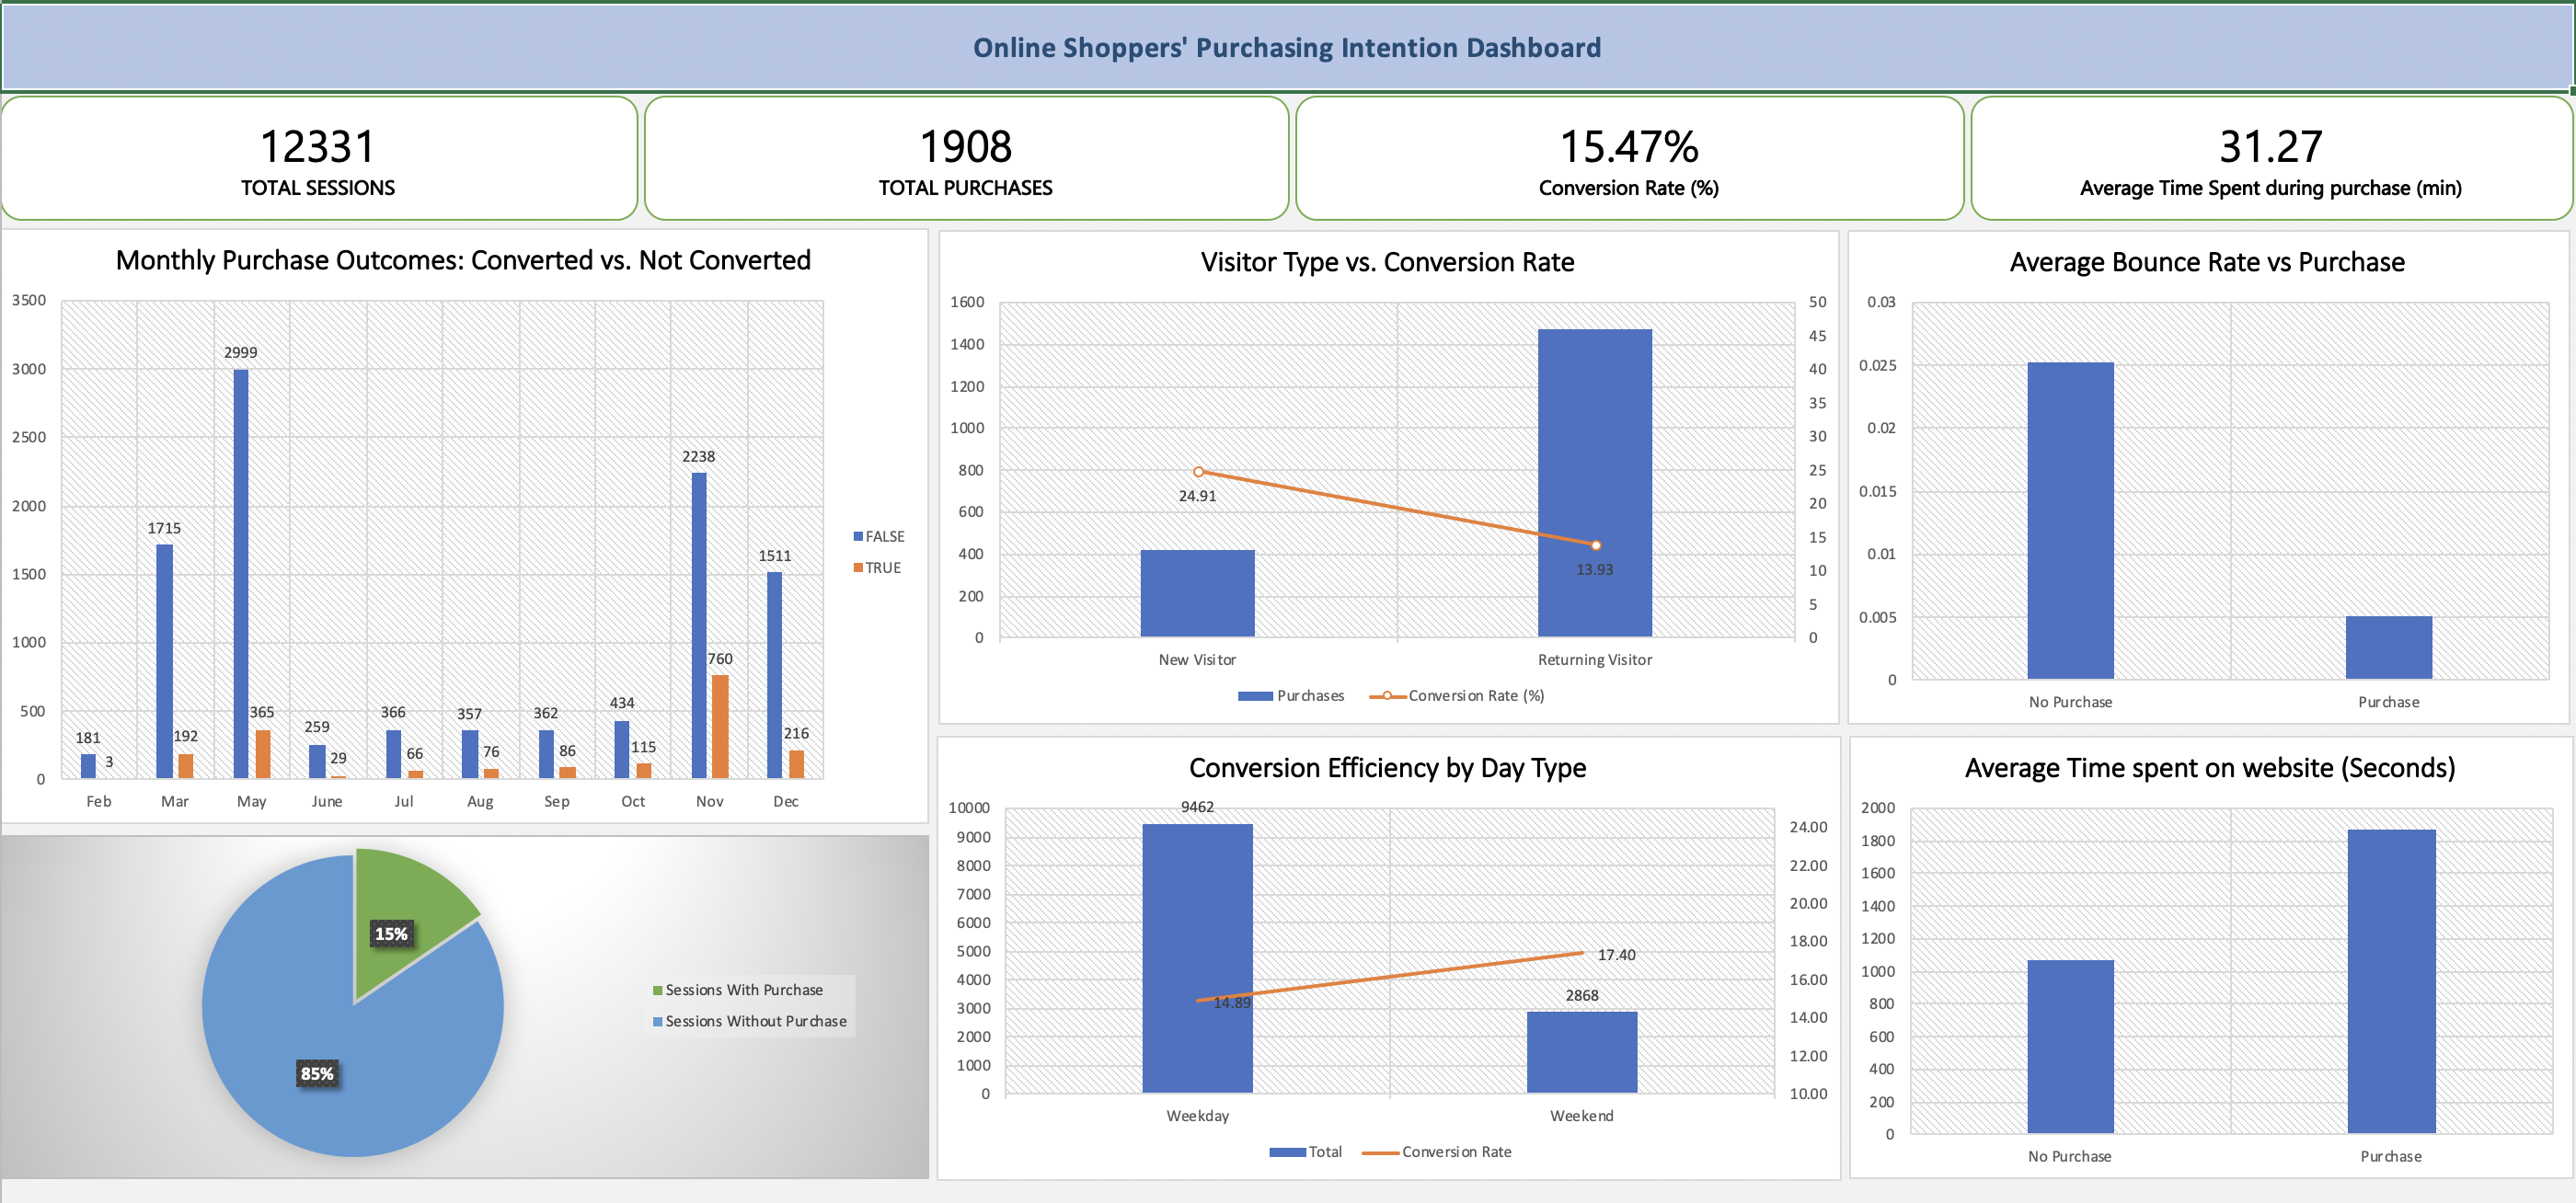 Online Shoppers' Purchasing Intention Dashboard
12331
TOTAL SESSIONS
1908
TOTAL PURCHASES
15.47%
Conversion Rate (%)
31.27
Average Time Spent during purchase (min)
Monthly Purchase Outcomes: Converted vs. Not Converted
3500
3000
2500
2000
1500
1000
500
0
181
3
1715
192
2999
365
259
29
366
66
357
76
362
86
434
115
2238
760
1511
216
Feb
Mar
May
June
Jul
Aug
Sep
Oct
Nov
Dec
FALSE
TRUE
Visitor Type vs. Conversion Rate
1600
1400
1200
1000
800
600
400
200
0
24.91
13.93
50
45
40
35
30
25
20
15
10
5
0
New Visitor
Returning Visitor
Purchases
Conversion Rate (%)
Average Bounce Rate vs Purchase
0.03
0.025
0.02
0.015
0.01
0.005
0
No Purchase
Purchase
15%
85%
Sessions With Purchase
Sessions Without Purchase
Conversion Efficiency by Day Type
10000
9000
8000
7000
6000
5000
4000
3000
2000
1000
0
9462
14.89
17.40
2868
24.00
22.00
20.00
18.00
16.00
14.00
12.00
10.00
Weekday
Weekend
Total
Conversion Rate
Average Time spent on website (Seconds)
2000
1800
1600
1400
1200
1000
800
600
400
200
0
No Purchase
Purchase